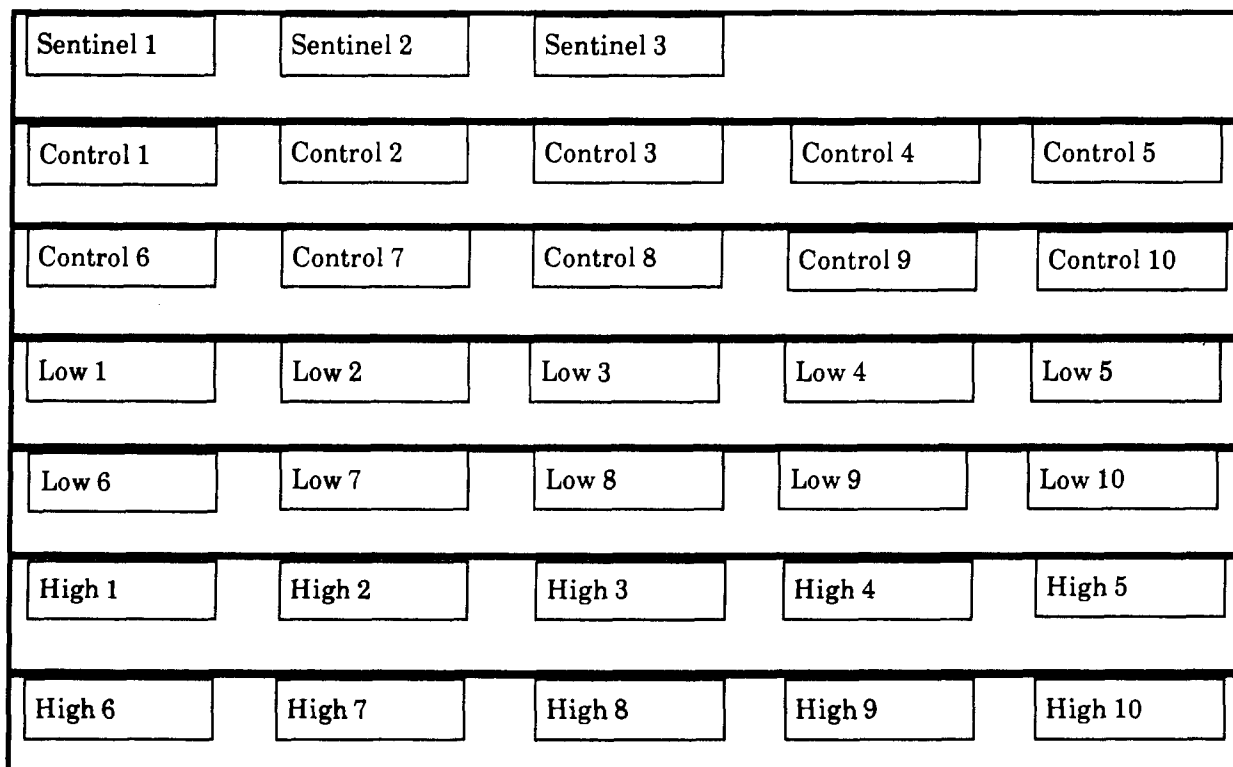 Sentinel 1 Sentinel 2 Sentinel 3
Control 1 Control 2 Control 3 Control 4 Control 5
Control 6 Control 7 Control 8 Control 9 Control 10
Low 1 Low 2 Low 3 Low 4 Low 5
Low 6 Low 7 Low 8 Low 9 Low 10
High 1 High 2 High 3 High 4 High 5
High 6 High 7 High 8 High 9 High 10